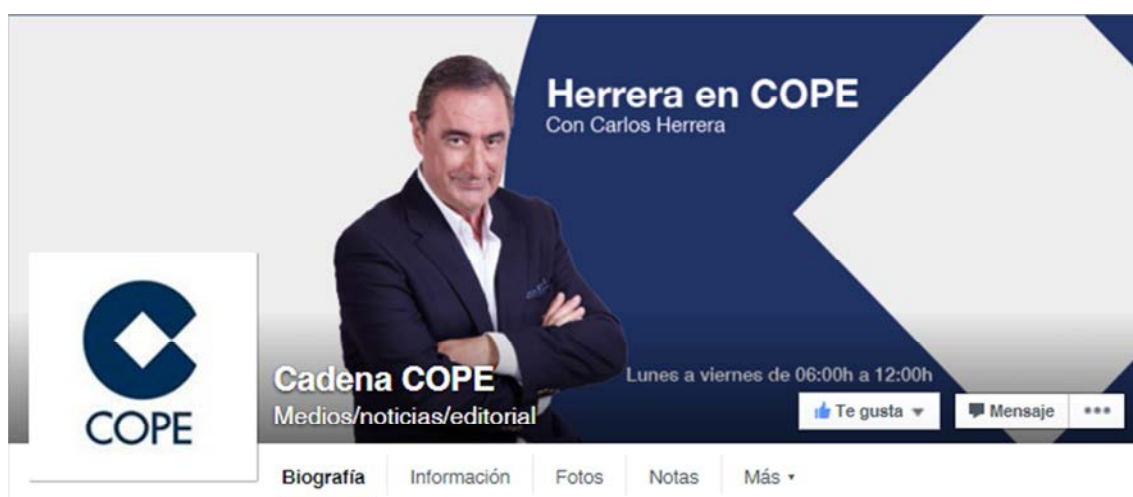 Herrera en COPE
Con Carlos Herrera
COPE
Cadena COPE
Medios/noticias/editorial
Lunes a viernes de 06:00h a 12:00h
Te gusta
Mensaje
Biografía Información Fotos Notas Más